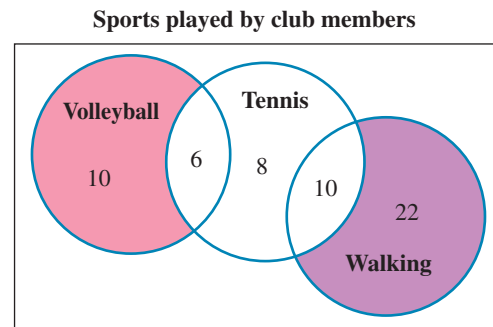 Sports played by club members
Volleyball
Tennis
10
6
8
10
22
Walking